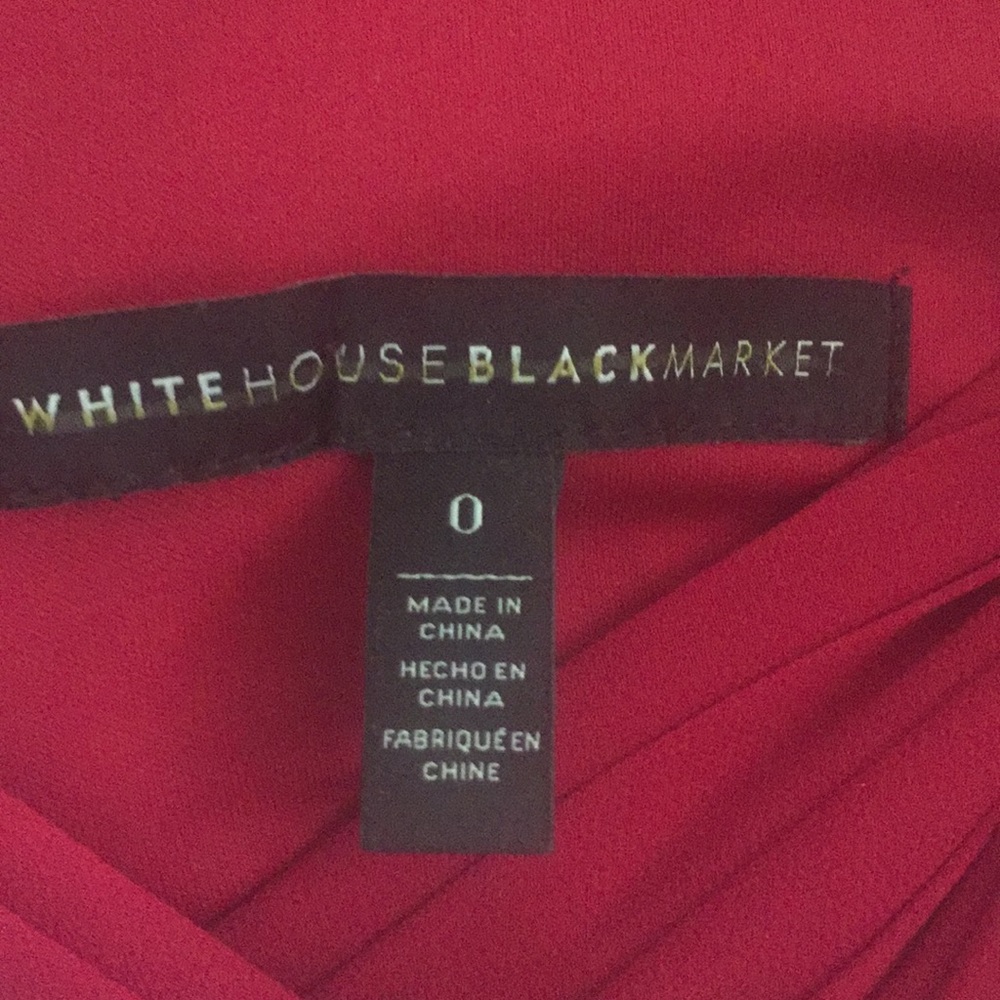 WHITEHOUSEBLACKMARKET
0
MADE IN
CHINA
HECHO EN
CHINA
FABRIQUÉ EN
CHINE